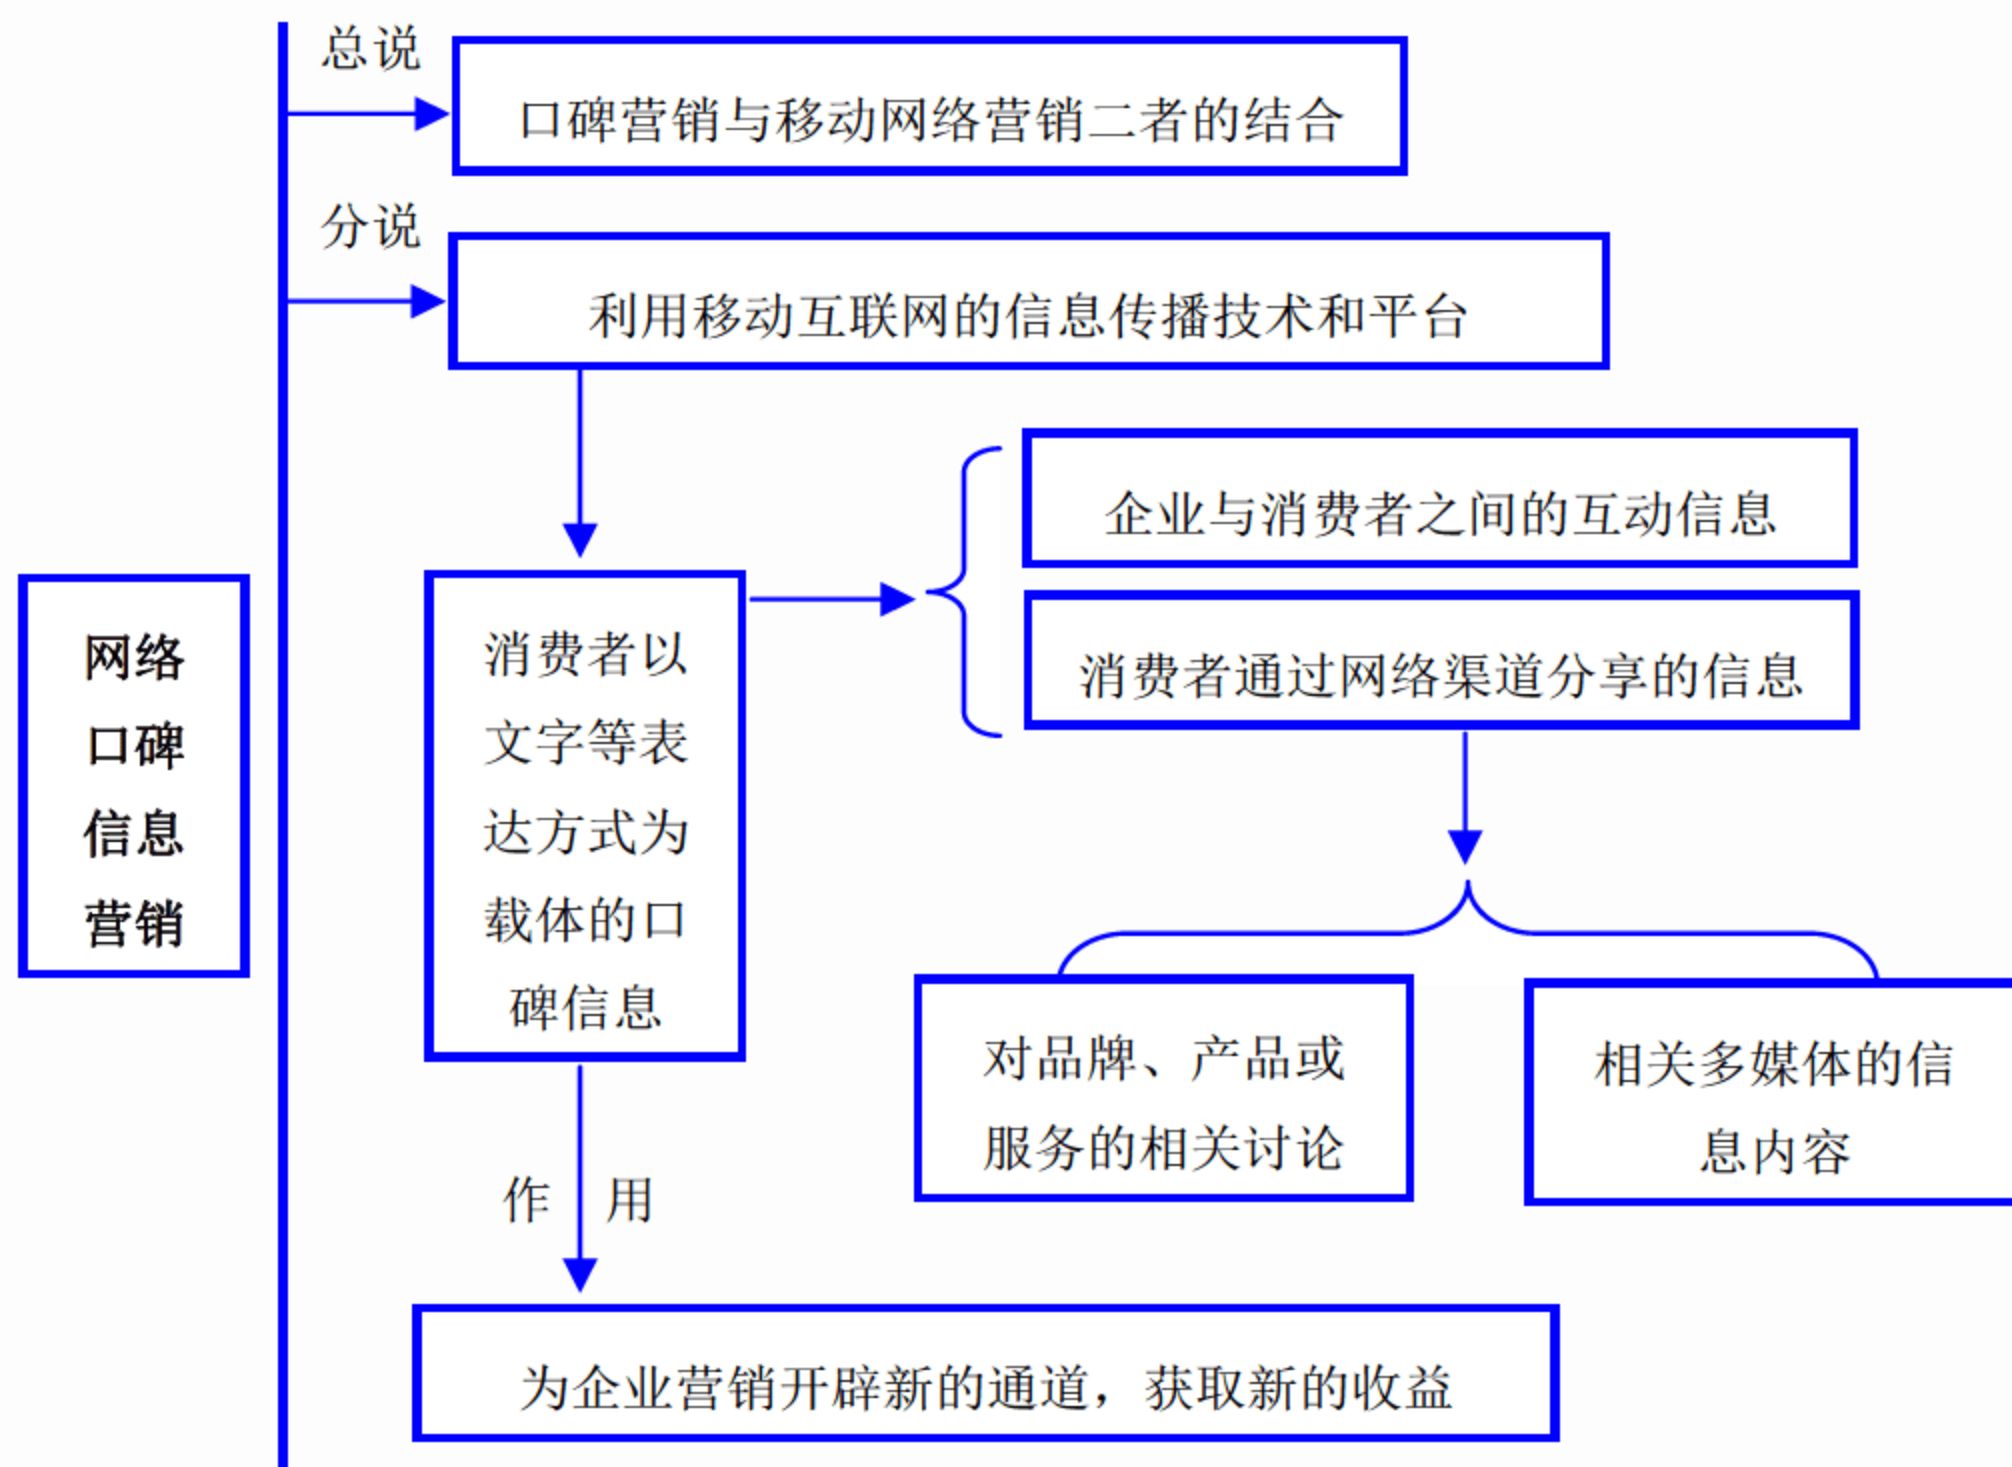 总说
口碑营销与移动网络营销二者的结合
分说
利用移动互联网的信息传播技术和平台
企业与消费者之间的互动信息
消费者通过网络渠道分享的信息
网络
口碑
信息
营销
消费者以
文字等表
达方式为
载体的口
碑信息
对品牌、产品或
服务的相关讨论
相关多媒体的信
息内容
作 用
为企业营销开辟新的通道，获取新的收益